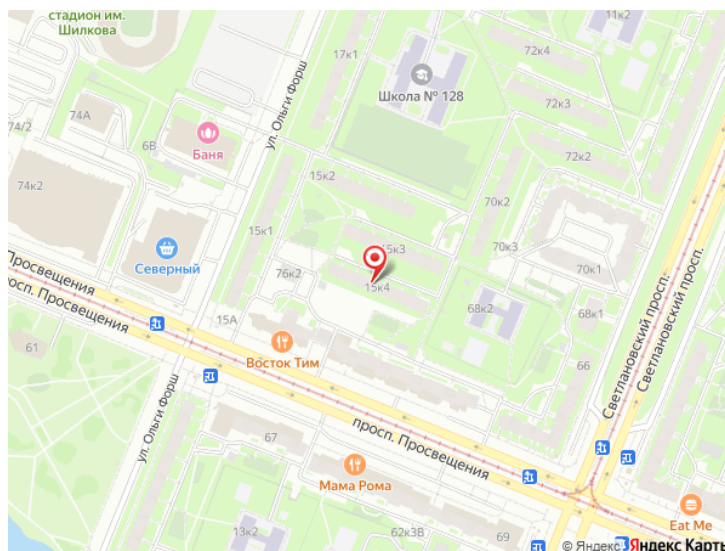 стадион им.
Шилкова
17к1
11к2
72к4
Школа № 128
72к3
74А
ул. Ольги Форш
6В
Баня
74/2
72к2
15к2
74к2
70к2
15к1
Северный
15к3
70к3
76к2
70к1
15к4
Просвещения
просп. Просвещения
68к2
68к1
15А
Светлановский просп.
Светлановский просп.
61
Восток Тим
66
ул. Ольги Форш
просп. Просвещения
67
Мама Рома
Eat Me
13к2
62к3В
69
© Яндекс Яндекс Карты